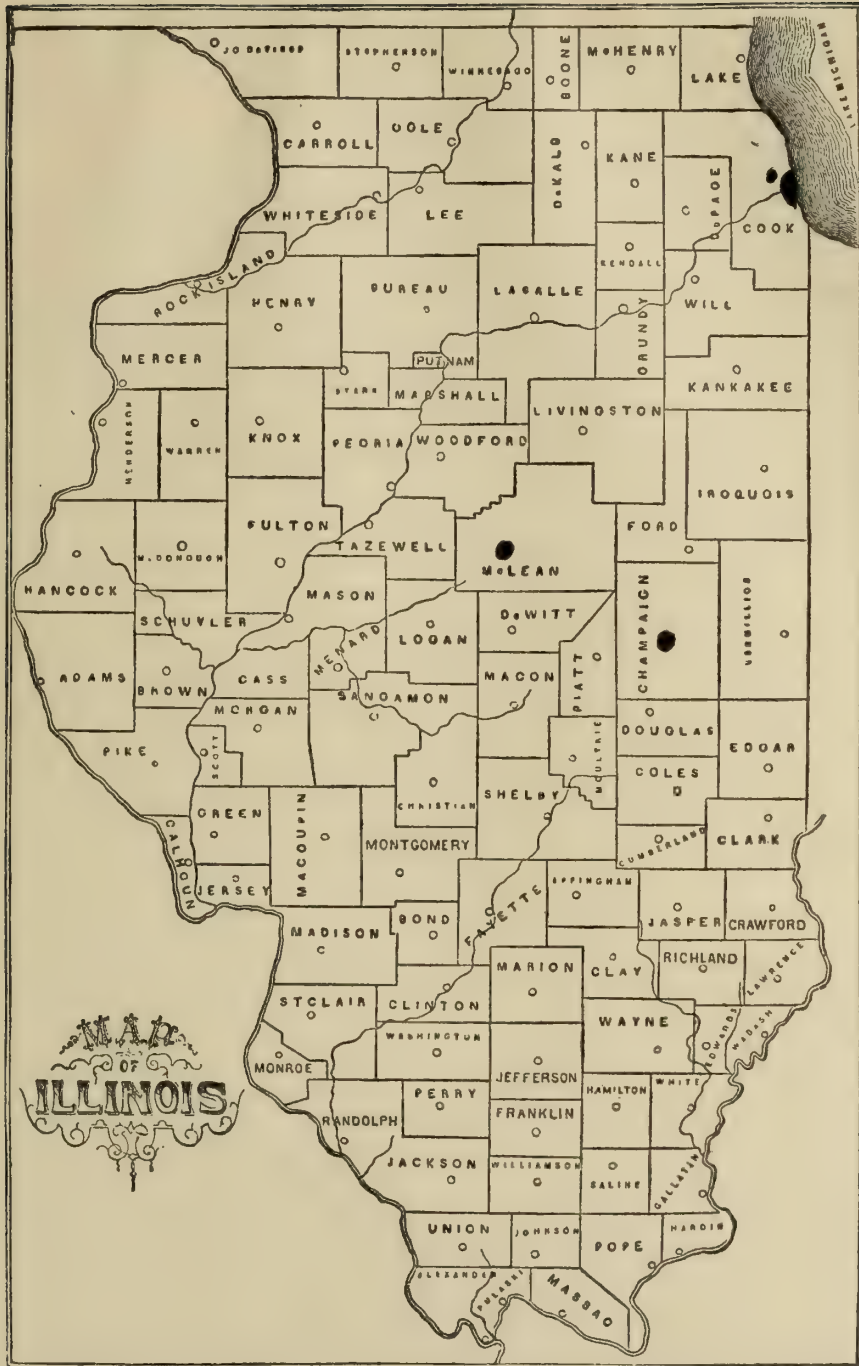 JO DAVIESS
STEPHENSON
WINNEBAGO
BOONE
McHENRY
LAKE
LAKE MICHIGAN
CARROLL
OGLE
DeKALB
KANE
DuPAGE
COOK
WHITESIDE
LEE
KENDALL
ROCK ISLAND
HENRY
BUREAU
LASALLE
GRUNDY
WILL
MERCER
PUTNAM
STARK
MARSHALL
KANKAKEE
HENDERSON
WARREN
KNOX
PEORIA
WOODFORD
LIVINGSTON
IROQUOIS
FULTON
TAZEWELL
McLEAN
FORD
HANCOCK
McDONOUGH
MASON
CHAMPAIGN
VERMILLION
SCHUYLER
MENARD
LOGAN
DeWITT
PIATT
ADAMS
BROWN
CASS
SANGAMON
MACON
MORGAN
DOUGLAS
PIKE
SCOTT
MOULTRIE
EDGAR
COLES
GREEN
MACOUPIN
CHRISTIAN
SHELBY
CALHOUN
MONTGOMERY
CUMBERLAND
CLARK
JERSEY
FAYETTE
EFFINGHAM
JASPER
CRAWFORD
MADISON
BOND
MARION
CLAY
RICHLAND
LAWRENCE
ST CLAIR
CLINTON
WAYNE
EDWARDS
WABASH
WASHINGTON
MONROE
JEFFERSON
HAMILTON
WHITE
RANDOLPH
PERRY
FRANKLIN
JACKSON
WILLIAMSON
SALINE
GALLATIN
UNION
JOHNSON
POPE
HARDIN
ALEXANDER
PULASKI
MASSAC
MAP
OF
ILLINOIS